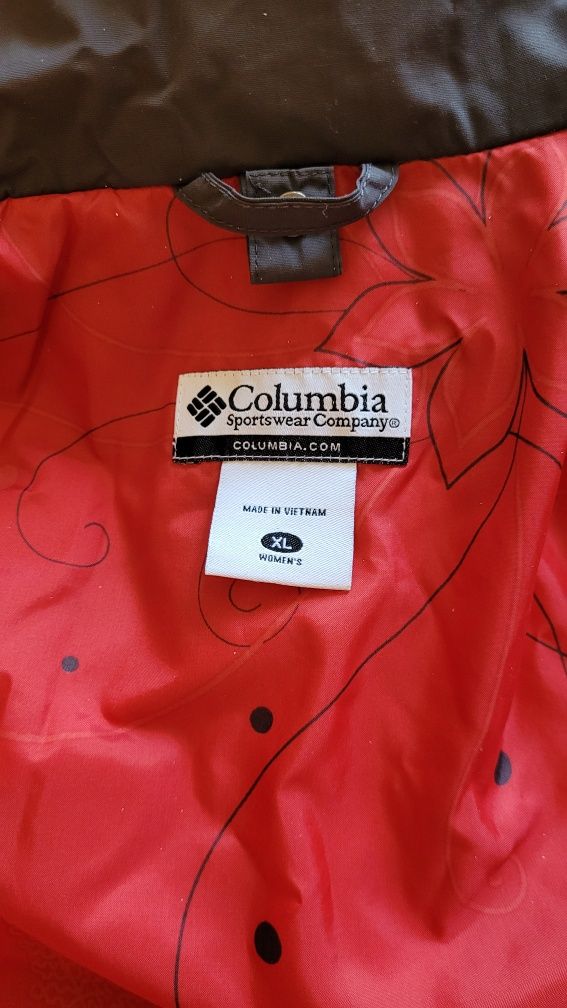 Columbia
Sportswear Company®
COLUMBIA.COM
MADE IN VIETNAM
XL
WOMEN'S